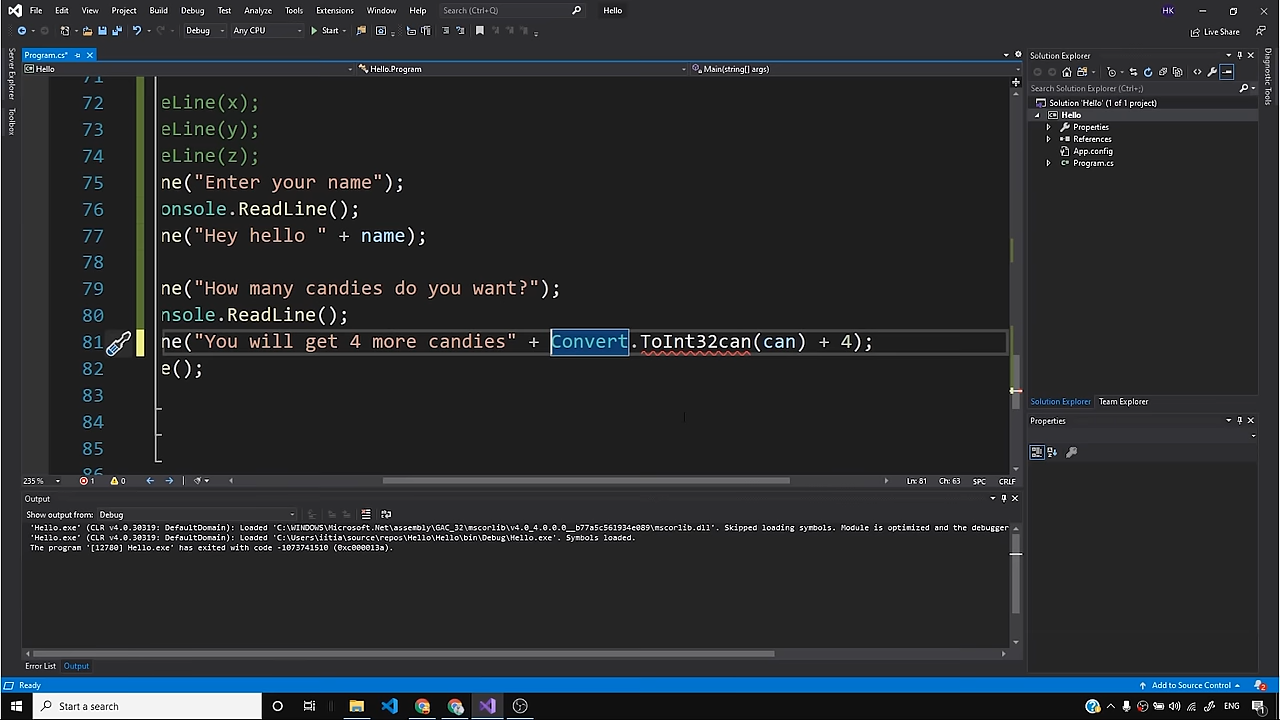 File Edit View Project Build Debug Test Analyze Tools Extensions Window Help Search (Ctrl+Q) Hello HK
Debug Any CPU Start Live Share
Server Explorer
Toolbox
Program.cs*
Hello Hello.Program Main(string[] args)
71
72 eLine(x);
73 eLine(y);
74 eLine(z);
75 ne("Enter your name");
76 onsole.ReadLine();
77 ne("Hey hello " + name);
78
79 ne("How many candies do you want?");
80 nsole.ReadLine();
81 ne("You will get 4 more candies" + Convert.ToInt32can(can) + 4);
82 e();
83
84
85
86
235 % 1 0 Ln: 81 Ch: 63 SPC CRLF
Output
Show output from: Debug
'Hello.exe' (CLR v4.0.30319: DefaultDomain): Loaded 'C:\WINDOWS\Microsoft.Net\assembly\GAC_32\mscorlib\v4.0_4.0.0.0__b77a5c561934e089\mscorlib.dll'. Skipped loading symbols. Module is optimized and the debugger
'Hello.exe' (CLR v4.0.30319: DefaultDomain): Loaded 'C:\Users\iitia\source\repos\Hello\Hello\bin\Debug\Hello.exe'. Symbols loaded.
The program '[12780] Hello.exe' has exited with code -1073741510 (0xc000013a).
Error List Output
Solution Explorer
Search Solution Explorer (Ctrl+;)
Solution 'Hello' (1 of 1 project)
Hello
Properties
References
App.config
Program.cs
Solution Explorer Team Explorer
Properties
Diagnostic Tools
Ready Add to Source Control 2
Start a search ENG